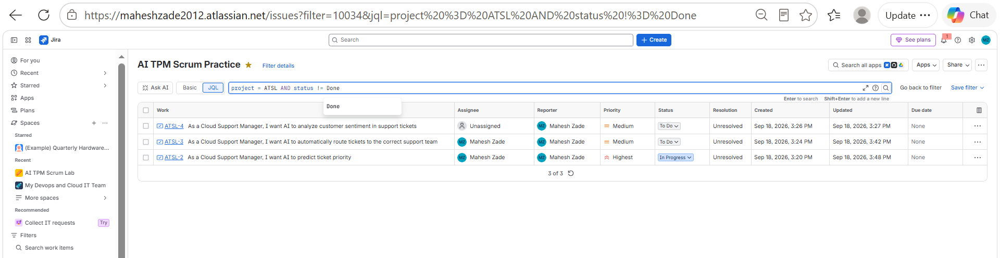 https://maheshzade2012.atlassian.net/issues?filter=10034&jql=project%20%3D%20ATSL%20AND%20status%20!%3D%20Done
Update
Chat
Jira
Search
+ Create
See plans
1
MZ
For you
Recent
Starred
Apps
Plans
Spaces
Starred
(Example) Quarterly Hardware...
Recent
AI TPM Scrum Lab
My Devops and Cloud IT Team
More spaces
Recommended
Collect IT requests Try
Filters
Search work items
AI TPM Scrum Practice Filter details
Search all apps Apps Share
Ask AI Basic JQL project = ATSL AND status != Done Go back to filter Save filter
Enter to search Shift+Enter to add a new line
Done
Work Assignee Reporter Priority Status Resolution Created Updated Due date
ATSL-4 As a Cloud Support Manager, I want AI to analyze customer sentiment in support tickets Unassigned MZ Mahesh Zade Medium To Do Unresolved Sep 18, 2026, 3:26 PM Sep 18, 2026, 3:27 PM None
ATSL-3 As a Cloud Support Manager, I want AI to automatically route tickets to the correct support team MZ Mahesh Zade MZ Mahesh Zade Medium To Do Unresolved Sep 18, 2026, 3:24 PM Sep 18, 2026, 3:42 PM None
ATSL-2 As a Cloud Support Manager, I want AI to predict ticket priority MZ Mahesh Zade MZ Mahesh Zade Highest In Progress Unresolved Sep 18, 2026, 3:20 PM Sep 18, 2026, 3:48 PM None
3 of 3